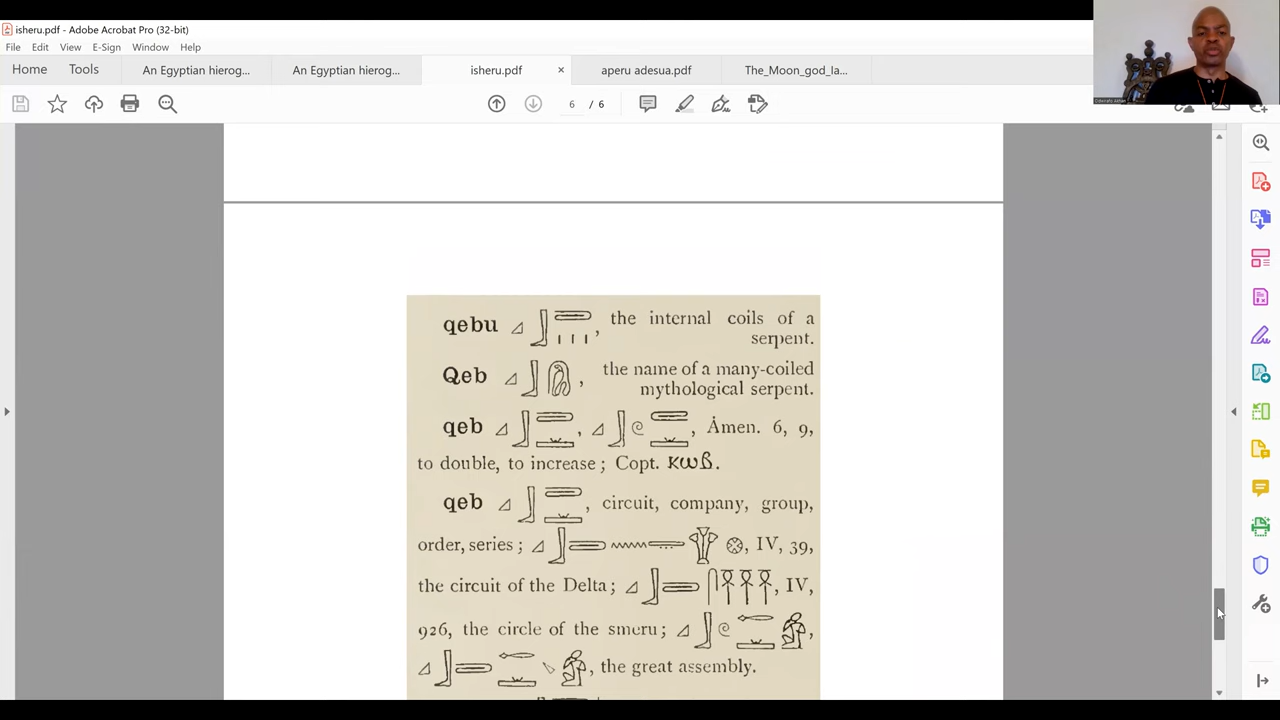 isheru.pdf - Adobe Acrobat Pro (32-bit)
File Edit View E-Sign Window Help
Home Tools An Egyptian hierog... An Egyptian hierog... isheru.pdf × aperu adesua.pdf The_Moon_god_Ia...
6 / 6
qebu , the internal coils of a
serpent.
Qeb , the name of a many-coiled
mythological serpent.
qeb , , Åmen. 6, 9,
to double, to increase; Copt. ⲕⲱⲃ.
qeb , circuit, company, group,
order, series; , IV, 39,
the circuit of the Delta; , IV,
926, the circle of the smeru; ,
, the great assembly.